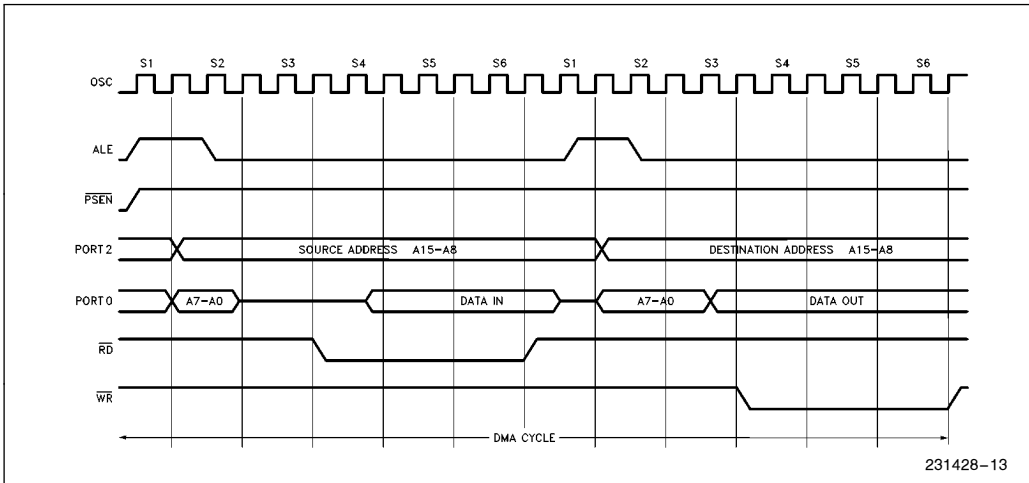 S1 S2 S3 S4 S5 S6 S1 S2 S3 S4 S5 S6
OSC
ALE
PSEN
PORT 2 SOURCE ADDRESS A15-A8 DESTINATION ADDRESS A15-A8
PORT 0 A7-A0 DATA IN A7-A0 DATA OUT
RD
WR
DMA CYCLE
231428-13